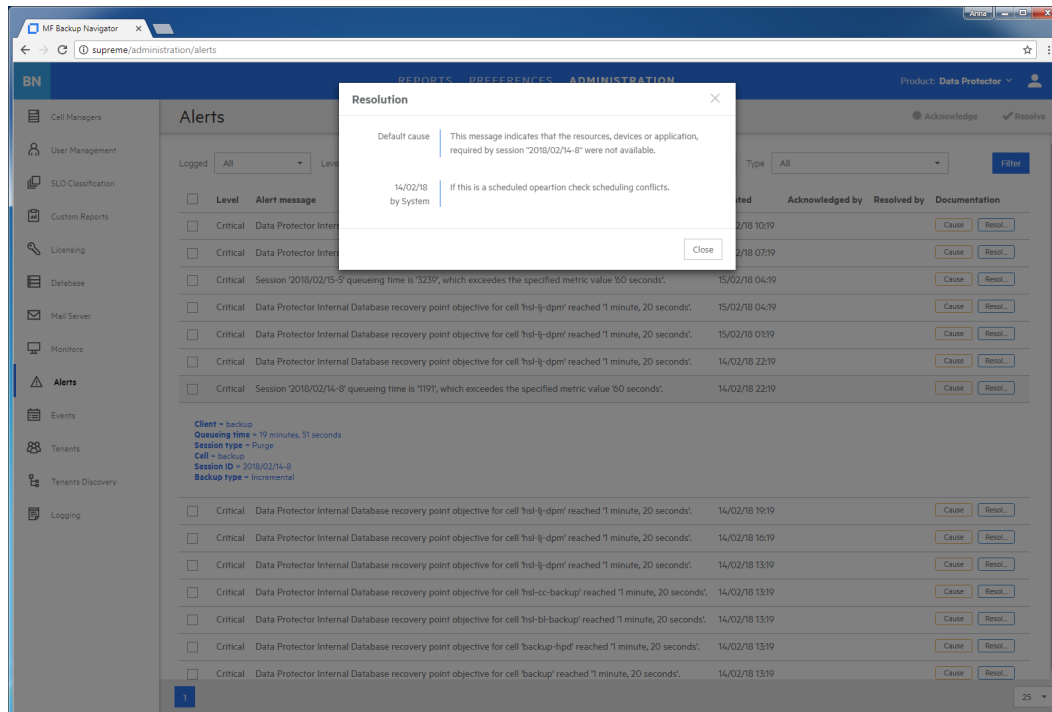 Anna
MF Backup Navigator
supreme/administration/alerts
BN
REPORTS PREFERENCES ADMINISTRATION
Product: Data Protector
Cell Managers
User Management
SLO Classification
Custom Reports
Licensing
Database
Mail Server
Monitors
Alerts
Events
Tenants
Tenants Discovery
Logging
Alerts
Acknowledge Resolve
Logged All Type All Filter
Resolution
Default cause This message indicates that the resources, devices or application,
required by session "2018/02/14-8" were not available.
14/02/18 If this is a scheduled opeartion check scheduling conflicts.
by System
Close
Level Alert message Acknowledged by Resolved by Documentation
Critical Data Protector 10:19 Cause Resol...
Critical Data Protector 2/18 07:19 Cause Resol...
Critical Session '2018/02/15-5' queueing time is '3239', which exceeds the specified metric value '60 seconds'. 15/02/18 04:19 Cause Resol...
Critical Data Protector Internal Database recovery point objective for cell 'hsl-lj-dpm' reached '1 minute, 20 seconds'. 15/02/18 04:19 Cause Resol...
Critical Data Protector Internal Database recovery point objective for cell 'hsl-lj-dpm' reached '1 minute, 20 seconds'. 15/02/18 01:19 Cause Resol...
Critical Data Protector Internal Database recovery point objective for cell 'hsl-lj-dpm' reached '1 minute, 20 seconds'. 14/02/18 22:19 Cause Resol...
Critical Session '2018/02/14-8' queueing time is '1191', which exceeds the specified metric value '60 seconds'. 14/02/18 22:19 Cause Resol...
Client = backup
Queueing time = 19 minutes, 51 seconds
Session type = Purge
Cell = backup
Session ID = 2018/02/14-8
Backup type = Incremental
Critical Data Protector Internal Database recovery point objective for cell 'hsl-lj-dpm' reached '1 minute, 20 seconds'. 14/02/18 19:19 Cause Resol...
Critical Data Protector Internal Database recovery point objective for cell 'hsl-lj-dpm' reached '1 minute, 20 seconds'. 14/02/18 16:19 Cause Resol...
Critical Data Protector Internal Database recovery point objective for cell 'hsl-lj-dpm' reached '1 minute, 20 seconds'. 14/02/18 13:19 Cause Resol...
Critical Data Protector Internal Database recovery point objective for cell 'hsl-cc-backup' reached '1 minute, 20 seconds'. 14/02/18 13:19 Cause Resol...
Critical Data Protector Internal Database recovery point objective for cell 'hsl-bl-backup' reached '1 minute, 20 seconds'. 14/02/18 13:19 Cause Resol...
Critical Data Protector Internal Database recovery point objective for cell 'backup-hpd' reached '1 minute, 20 seconds'. 14/02/18 13:19 Cause Resol...
Critical Data Protector Internal Database recovery point objective for cell 'backup' reached '1 minute, 20 seconds'. 14/02/18 13:19 Cause Resol...
1 25